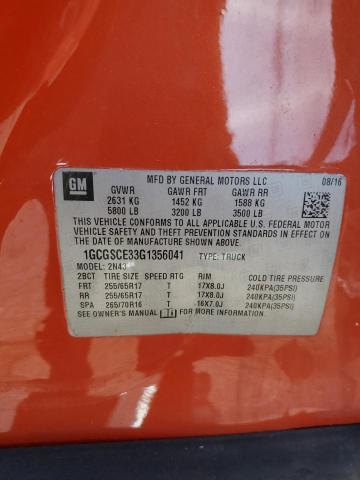 GM
MFD BY GENERAL MOTORS LLC 08/16
GVWR GAWR FRT GAWR RR
2631 KG 1452 KG 1588 KG
5800 LB 3200 LB 3500 LB
THIS VEHICLE CONFORMS TO ALL APPLICABLE U.S. FEDERAL MOTOR
VEHICLE SAFETY AND THEFT PREVENTION STANDARDS IN EFFECT ON
THE DATE OF MANUFACTURE SHOWN ABOVE.
1GCGSCE33G1356041 TYPE: TRUCK
MODEL: 2N43
2BCT TIRE SIZE SPEED RTG RIM COLD TIRE PRESSURE
FRT 255/65R17 T 17X8.0J 240KPA(35PSI)
RR 255/65R17 T 17X8.0J 240KPA(35PSI)
SPA 265/70R16 T 16X7.0J 240KPA(35PSI)
SEE OWNER'S MANUAL FOR MORE INFORMATION